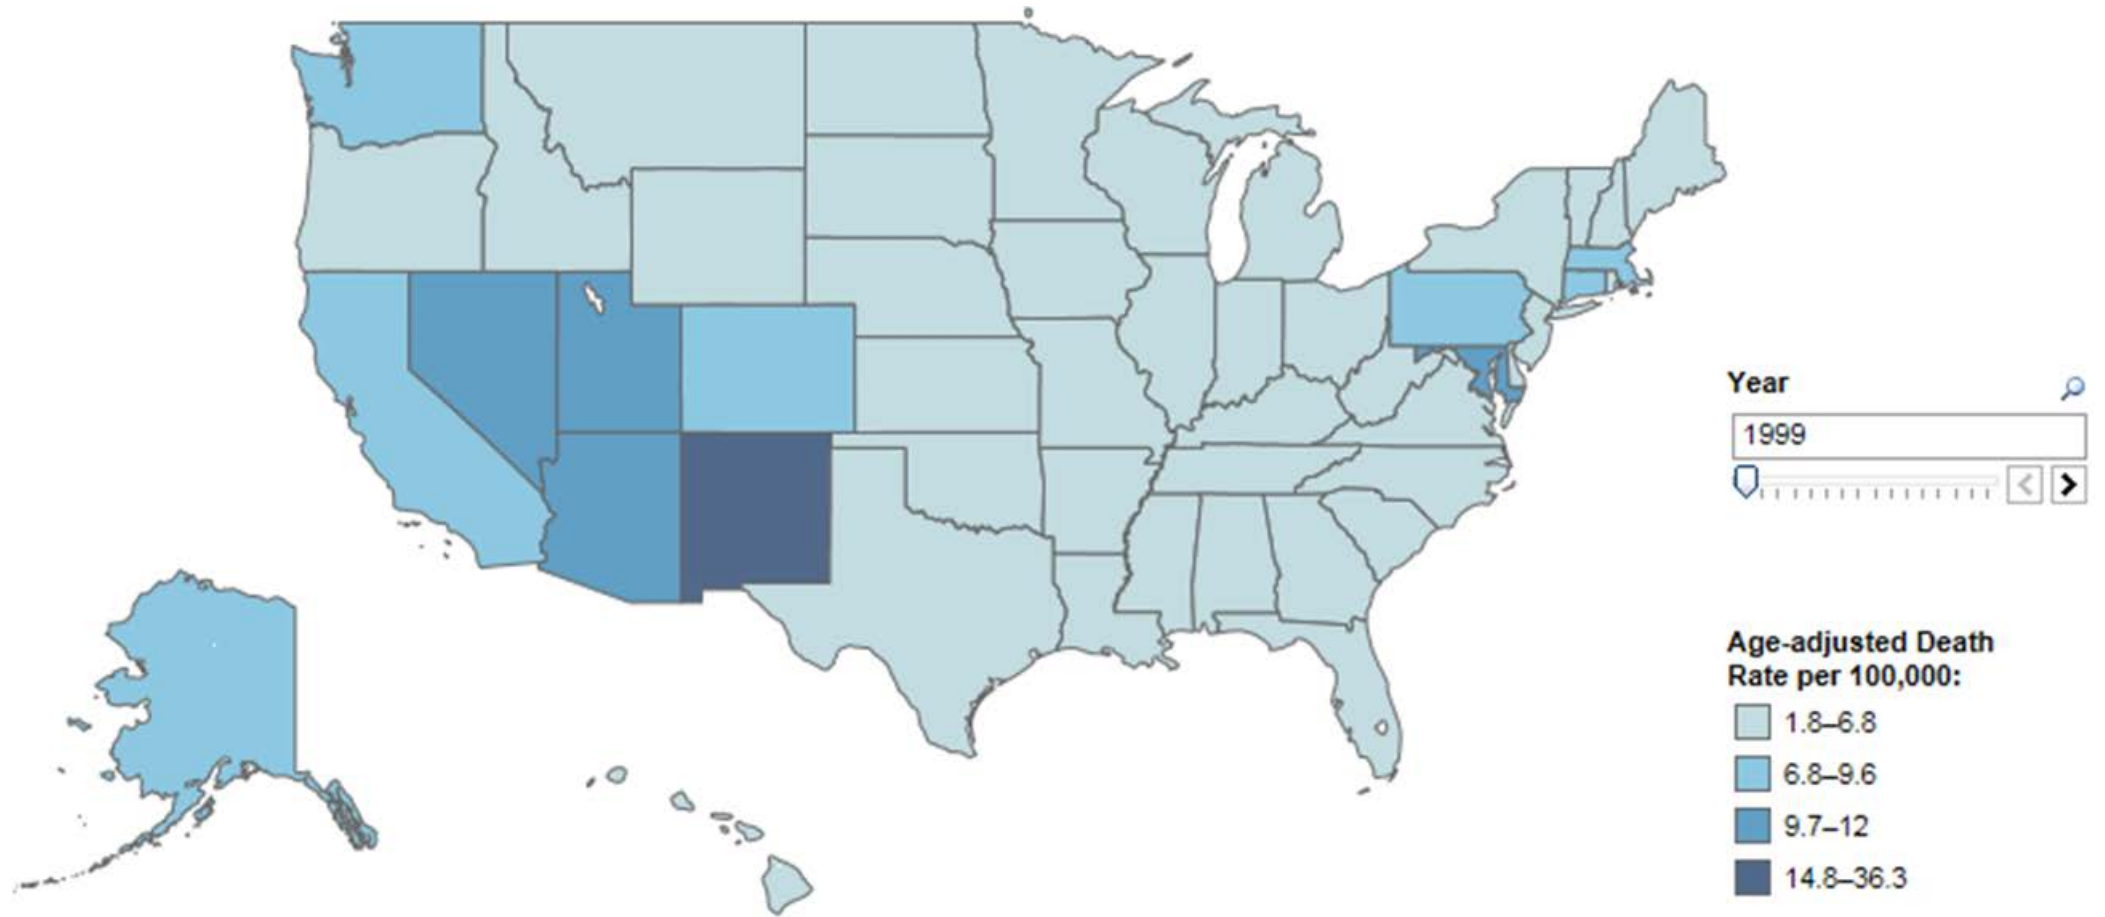 Year
1999
Age-adjusted Death
Rate per 100,000:
1.8–6.8
6.8–9.6
9.7–12
14.8–36.3